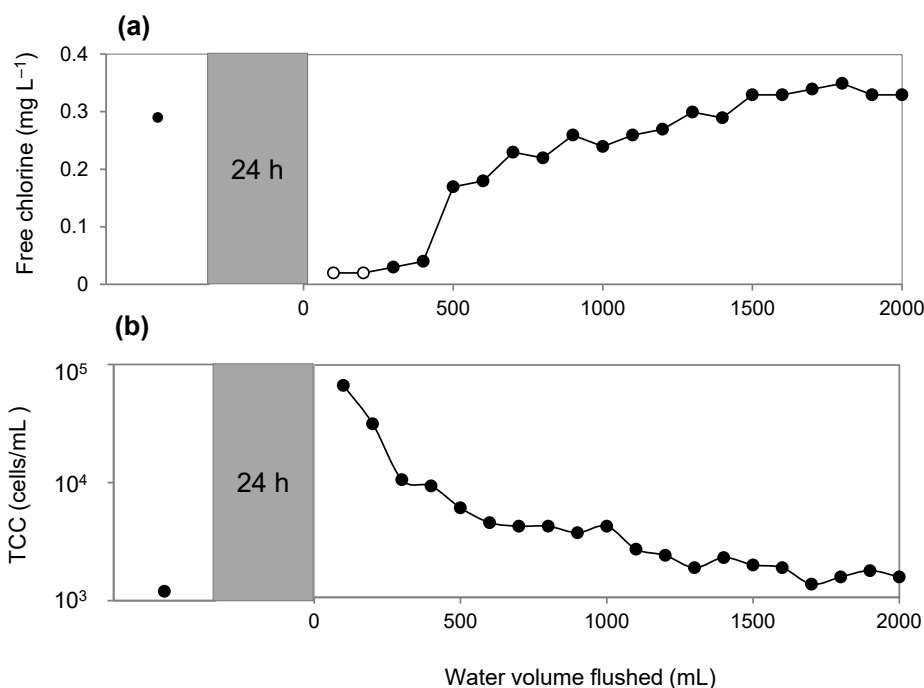 (a)
Free chlorine (mg L⁻¹)
0.4
0.3
0.2
0.1
0
24 h
0 500 1000 1500 2000
(b)
TCC (cells/mL )
10⁵
10⁴
10³
24 h
0 500 1000 1500 2000
Water volume flushed (mL)